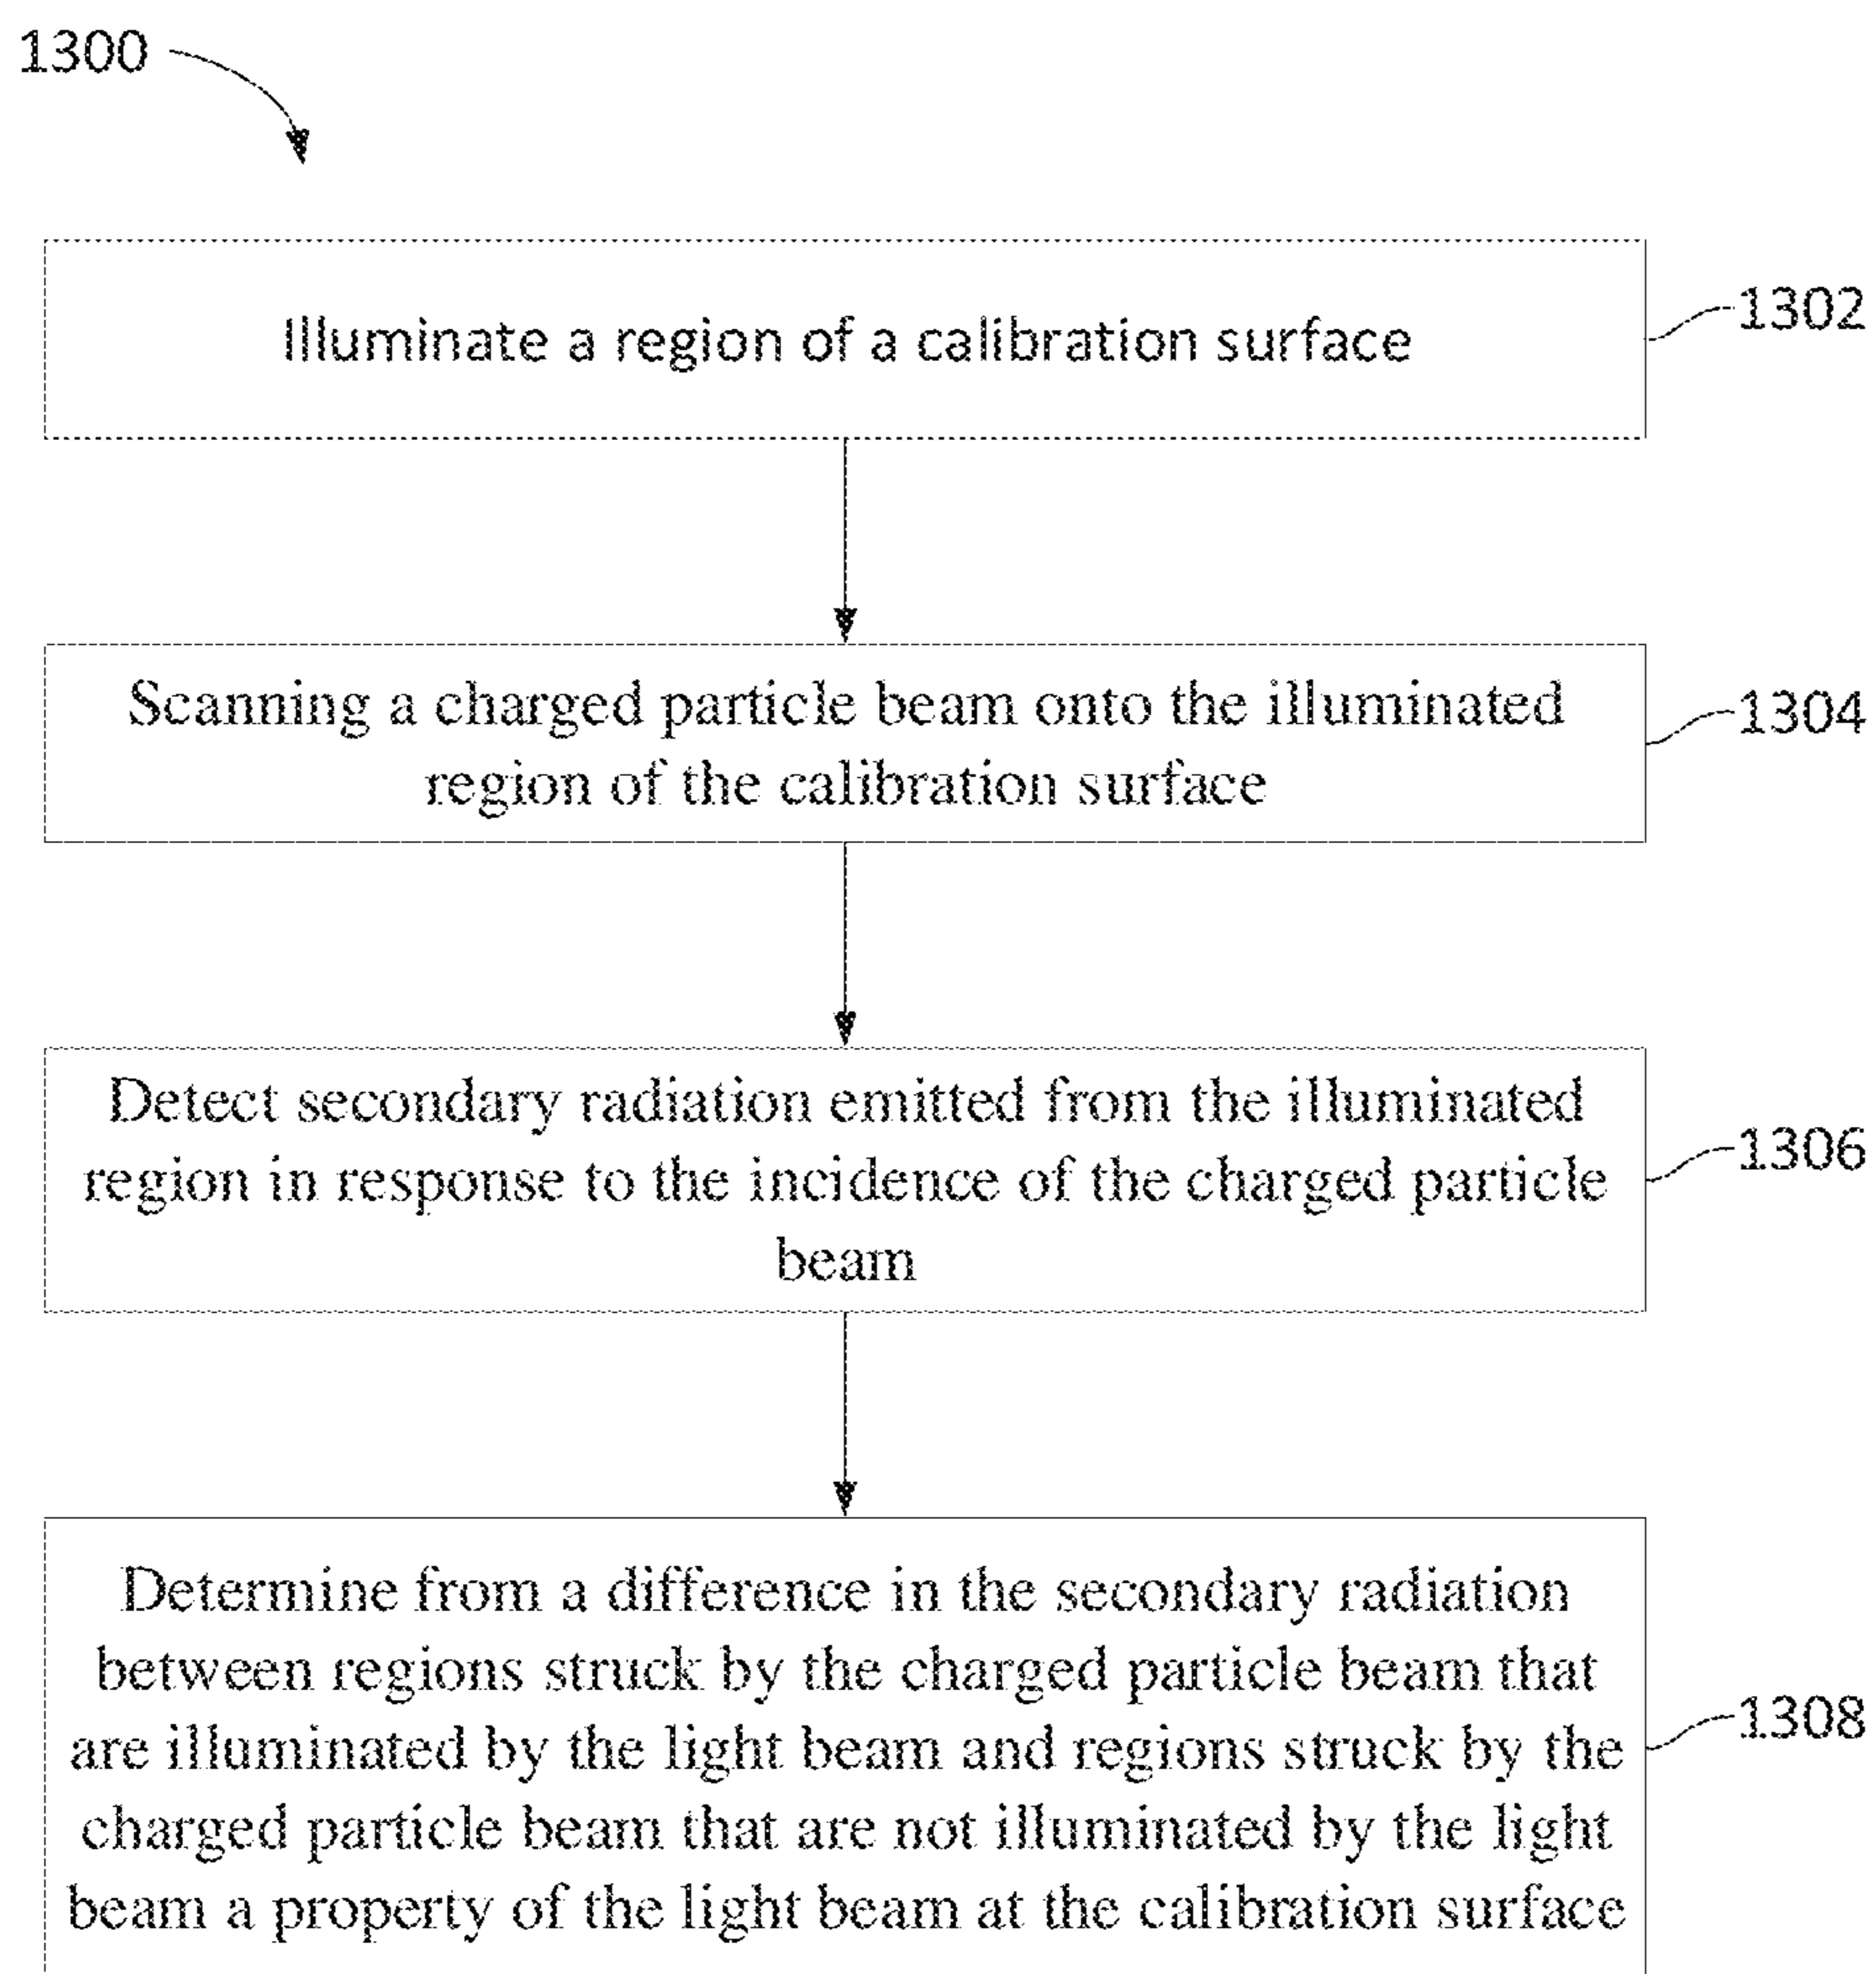 1300
Illuminate a region of a calibration surface
1302
Scanning a charged particle beam onto the illuminated
region of the calibration surface
1304
Detect secondary radiation emitted from the illuminated
region in response to the incidence of the charged particle
beam
1306
Determine from a difference in the secondary radiation
between regions struck by the charged particle beam that
are illuminated by the light beam and regions struck by the
charged particle beam that are not illuminated by the light
beam a property of the light beam at the calibration surface
1308